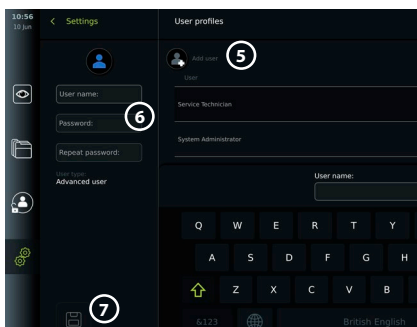 10:56
10 Jun
Settings
User profiles
Add user
5
User
Service Technician
System Administrator
User name:
Password:
6
Repeat password:
User type:
Advanced user
User name:
Q W E R T Y
A S D F G H
Z X C V B
&123
British English
7